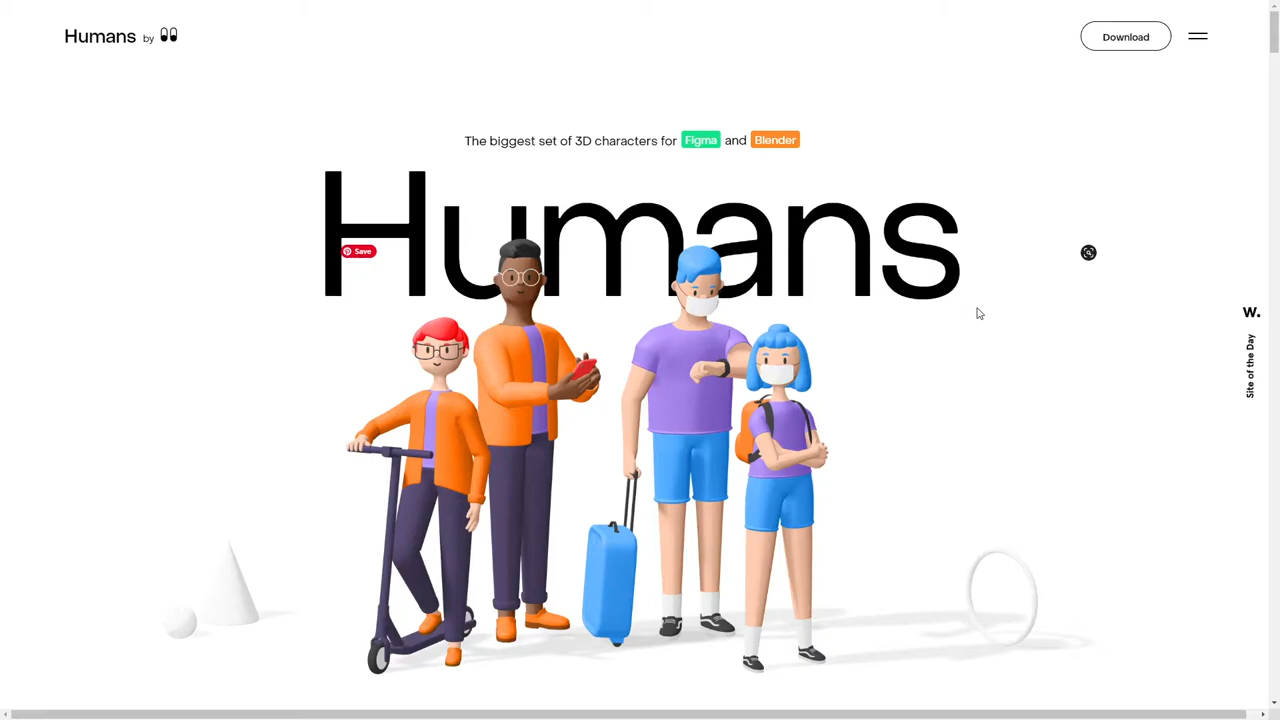 Humans by
Download
The biggest set of 3D characters for Figma and Blender
Humans
Save
W.
Site of the Day